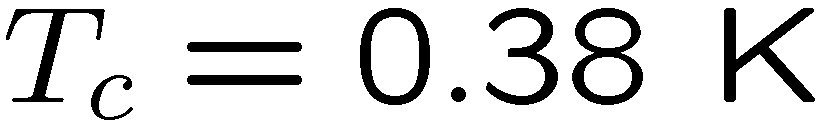 T_c = 0.38 K